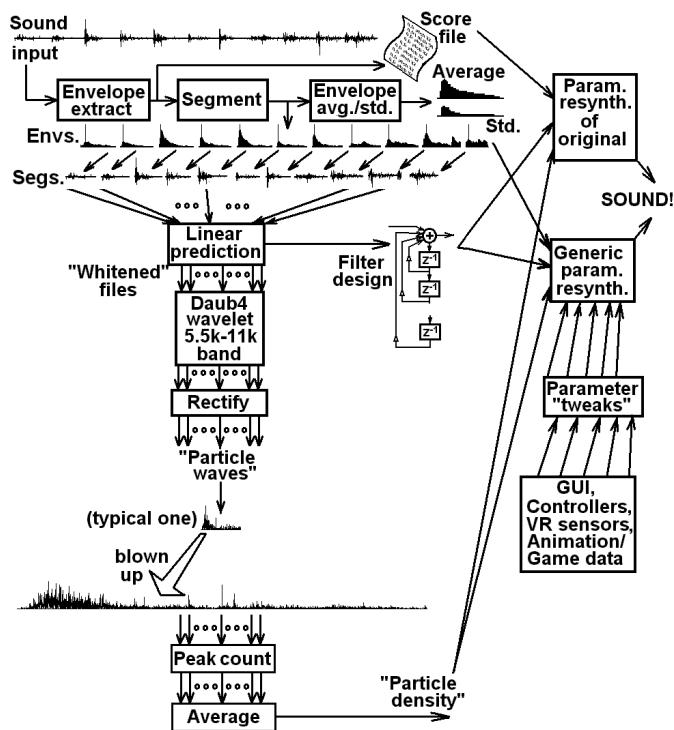 Sound
input
Score
file
Envelope
extract
Segment
Envelope
avg./std.
Average
Std.
Param.
resynth.
of
original
Envs.
Segs.
SOUND!
Linear
prediction
"Whitened"
files
Filter
design
+
z-1
z-1
z-1
Generic
param.
resynth.
Daub4
wavelet
5.5k-11k
band
Rectify
Parameter
"tweaks"
"Particle
waves"
GUI,
Controllers,
VR sensors,
Animation/
Game data
(typical one)
blown
up
Peak count
"Particle
density"
Average